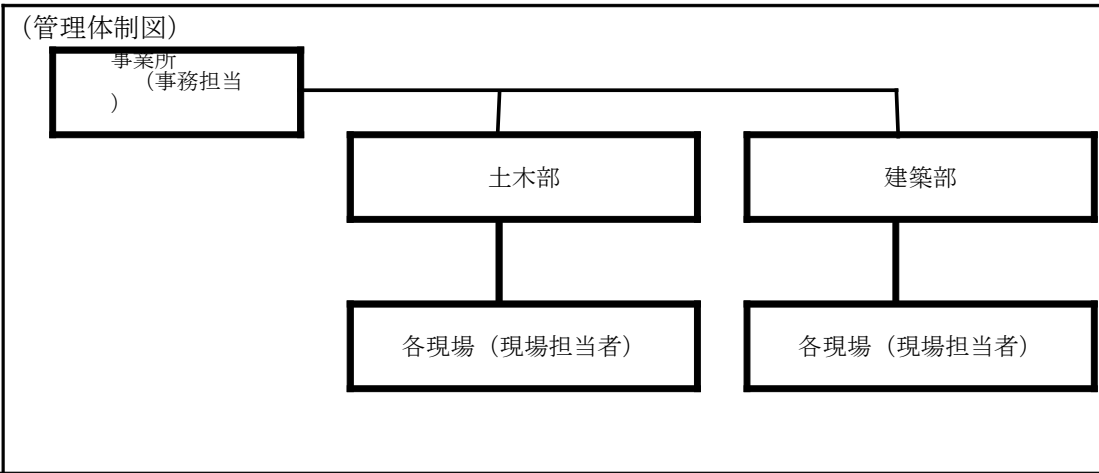 （管理体制図）
事業所
（事務担当
）
土木部
建築部
各現場（現場担当者）
各現場（現場担当者）